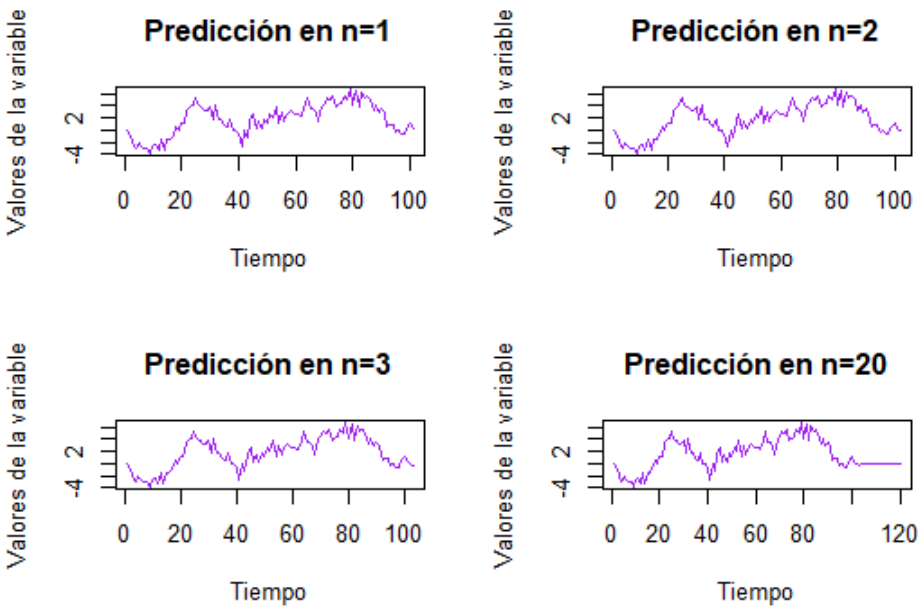 Predicción en n=1
Valores de la variable
2
-4
0 20 40 60 80 100
Tiempo
Predicción en n=2
Valores de la variable
2
-4
0 20 40 60 80 100
Tiempo
Predicción en n=3
Valores de la variable
2
-4
0 20 40 60 80 100
Tiempo
Predicción en n=20
Valores de la variable
2
-4
0 20 40 60 80 120
Tiempo